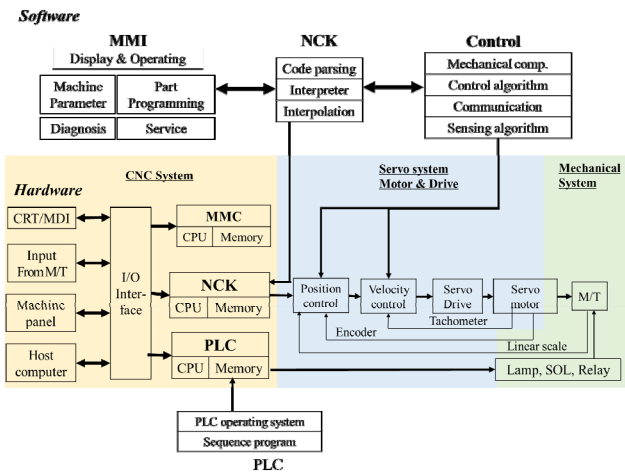 Software
MMI
Display & Operating
Machine Parameter
Part Programming
Diagnosis
Service
NCK
Code parsing
Interpreter
Interpolation
Control
Mechanical comp.
Control algorithm
Communication
Sensing algorithm
Hardware
CNC System
Servo system
Motor & Drive
Mechanical
System
CRT/MDI
Input
From M/T
Machine
panel
Host
computer
I/O
Inter-
face
MMC
CPU
Memory
NCK
CPU
Memory
PLC
CPU
Memory
Position
control
Velocity
control
Servo
Drive
Servo
motor
M/T
Tachometer
Encoder
Linear scale
Lamp, SOL, Relay
PLC operating system
Sequence program
PLC